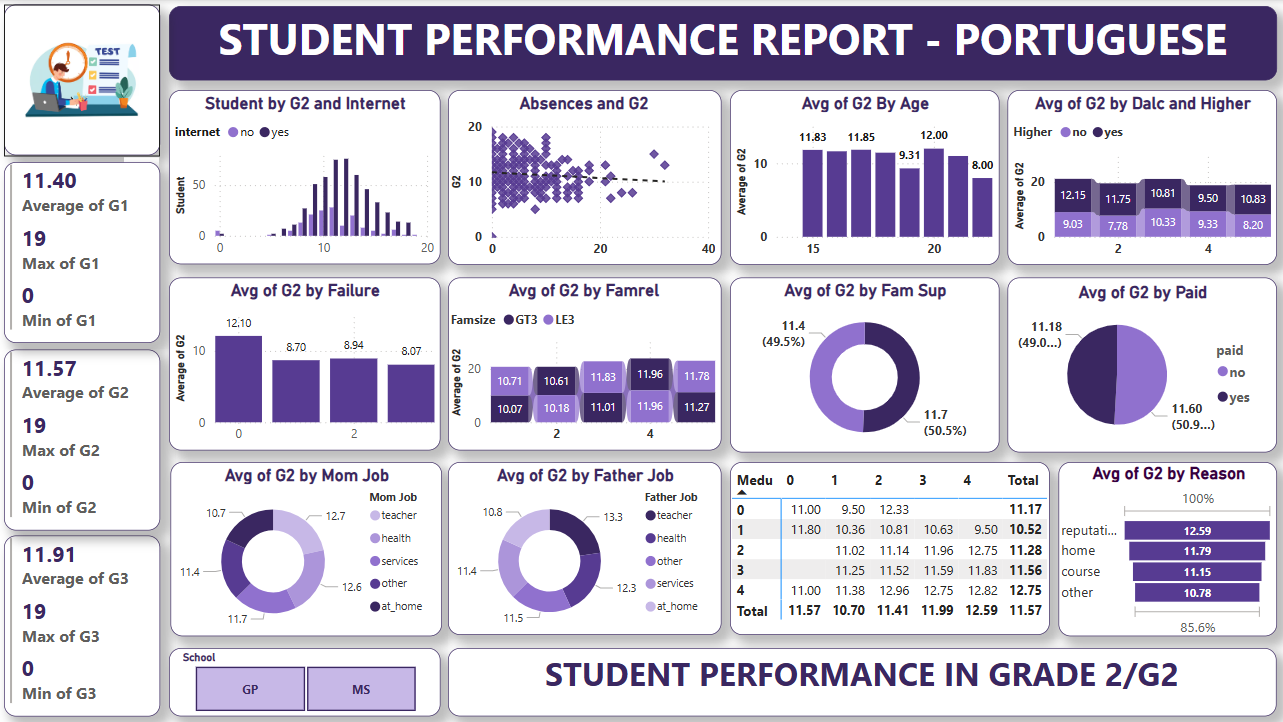 TEST
STUDENT PERFORMANCE REPORT - PORTUGUESE
11.40
Average of G1
19
Max of G1
0
Min of G1
11.57
Average of G2
19
Max of G2
0
Min of G2
11.91
Average of G3
19
Max of G3
0
Min of G3
Student by G2 and Internet
internet no yes
Student
50
0
0 10 20
Absences and G2
G2
20
10
0
0 20 40
Avg of G2 By Age
Average of G2
10
0
11.83 11.85 9.31 12.00 8.00
15 20
Avg of G2 by Dalc and Higher
Higher no yes
Average of G2
20
0
12.15 11.75 10.81 9.50 10.83
9.03 7.78 10.33 9.33 8.20
2 4
Avg of G2 by Failure
Average of G2
10
0
12.10 8.70 8.94 8.07
0 2
Avg of G2 by Famrel
Famsize GT3 LE3
Average of G2
20
0
10.71 10.61 11.83 11.96 11.78
10.07 10.18 11.01 11.96 11.27
2 4
Avg of G2 by Fam Sup
11.4
(49.5%)
11.7
(50.5%)
Avg of G2 by Paid
11.18
(49.0...)
11.60
(50.9...)
paid
no
yes
Avg of G2 by Mom Job
10.7
12.7
11.4
12.6
11.7
Mom Job
teacher
health
services
other
at_home
Avg of G2 by Father Job
10.8
13.3
11.4
12.3
11.5
Father Job
teacher
health
other
services
at_home
Medu 0 1 2 3 4 Total
0 11.00 9.50 12.33 11.17
1 11.80 10.36 10.81 10.63 9.50 10.52
2 11.02 11.14 11.96 12.75 11.28
3 11.25 11.52 11.59 11.83 11.56
4 11.00 11.38 12.96 12.75 12.82 12.75
Total 11.57 10.70 11.41 11.99 12.59 11.57
Avg of G2 by Reason
100%
reputati... 12.59
home 11.79
course 11.15
other 10.78
85.6%
School
GP MS
STUDENT PERFORMANCE IN GRADE 2/G2